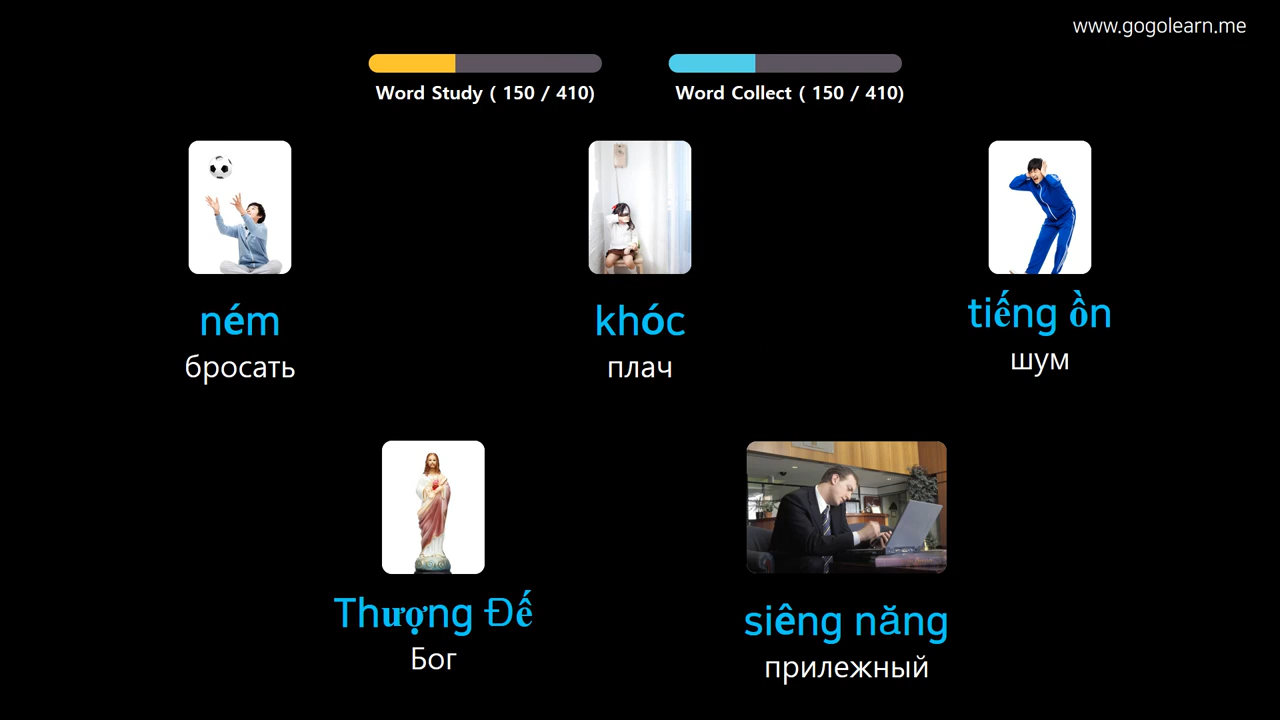 www.gogolearn.me
Word Study ( 150 / 410)
Word Collect ( 150 / 410)
ném
бросать
khóc
плач
tiếng ồn
шум
Thượng Đế
Бог
siêng năng
прилежный